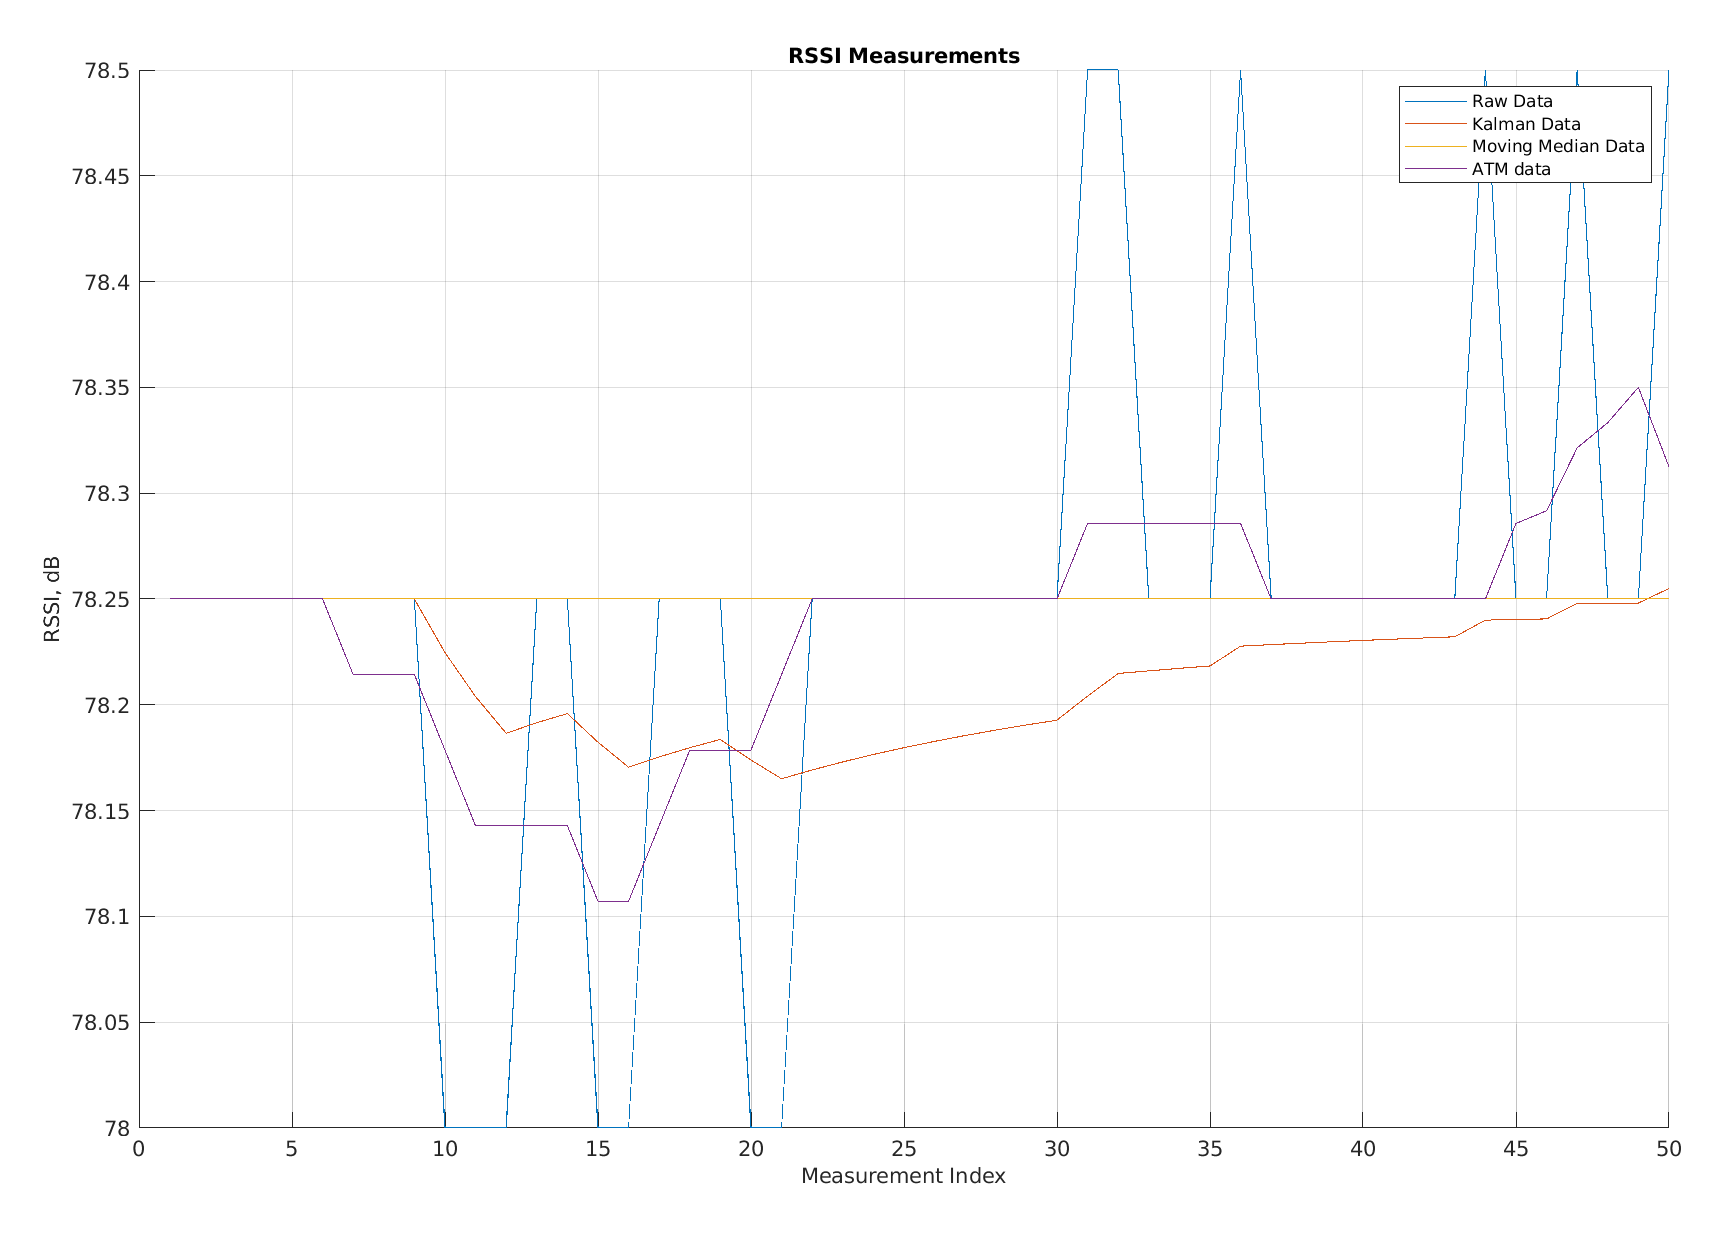 RSSI Measurements
78.5
78.45
78.4
78.35
78.3
78.25
78.2
78.15
78.1
78.05
78
RSSI, dB
Raw Data
Kalman Data
Moving Median Data
ATM data
0 5 10 15 20 25 30 35 40 45 50
Measurement Index